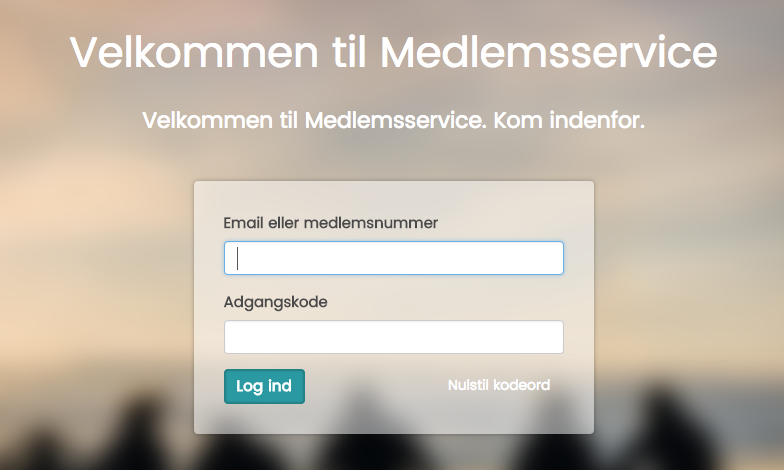 Velkommen til Medlemsservice
Velkommen til Medlemsservice. Kom indenfor.
Email eller medlemsnummer
Adgangskode
Log ind
Nulstil kodeord